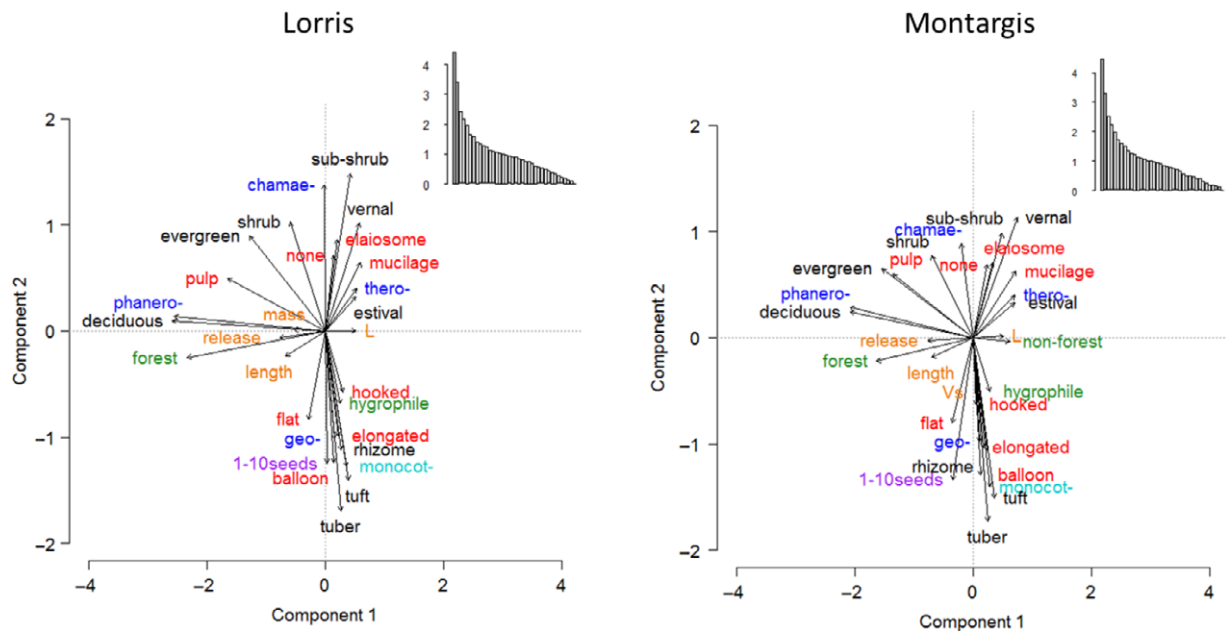 Lorris
Montargis
4
3
2
1
0
2
1
0
−1
−2
Component 2
sub-shrub
chamae-
vernal
shrub
evergreen
none
elaiosome
mucilage
pulp
thero-
phanero-
mass
estival
deciduous
release
L
forest
length
hooked
hygrophile
flat
geo-
elongated
rhizome
1-10seeds
monocot-
balloon
tuft
tuber
−4
−2
0
2
4
Component 1
4
3
2
1
0
2
1
0
−1
−2
Component 2
sub-shrub
vernal
chamae-
shrub
pulp
none
elaiosome
evergreen
mucilage
phanero-
thero-
deciduous
estival
release
L
non-forest
forest
length
Vs
hygrophile
hooked
flat
geo-
elongated
rhizome
1-10seeds
balloon
monocot-
tuft
tuber
−4
−2
0
2
4
Component 1